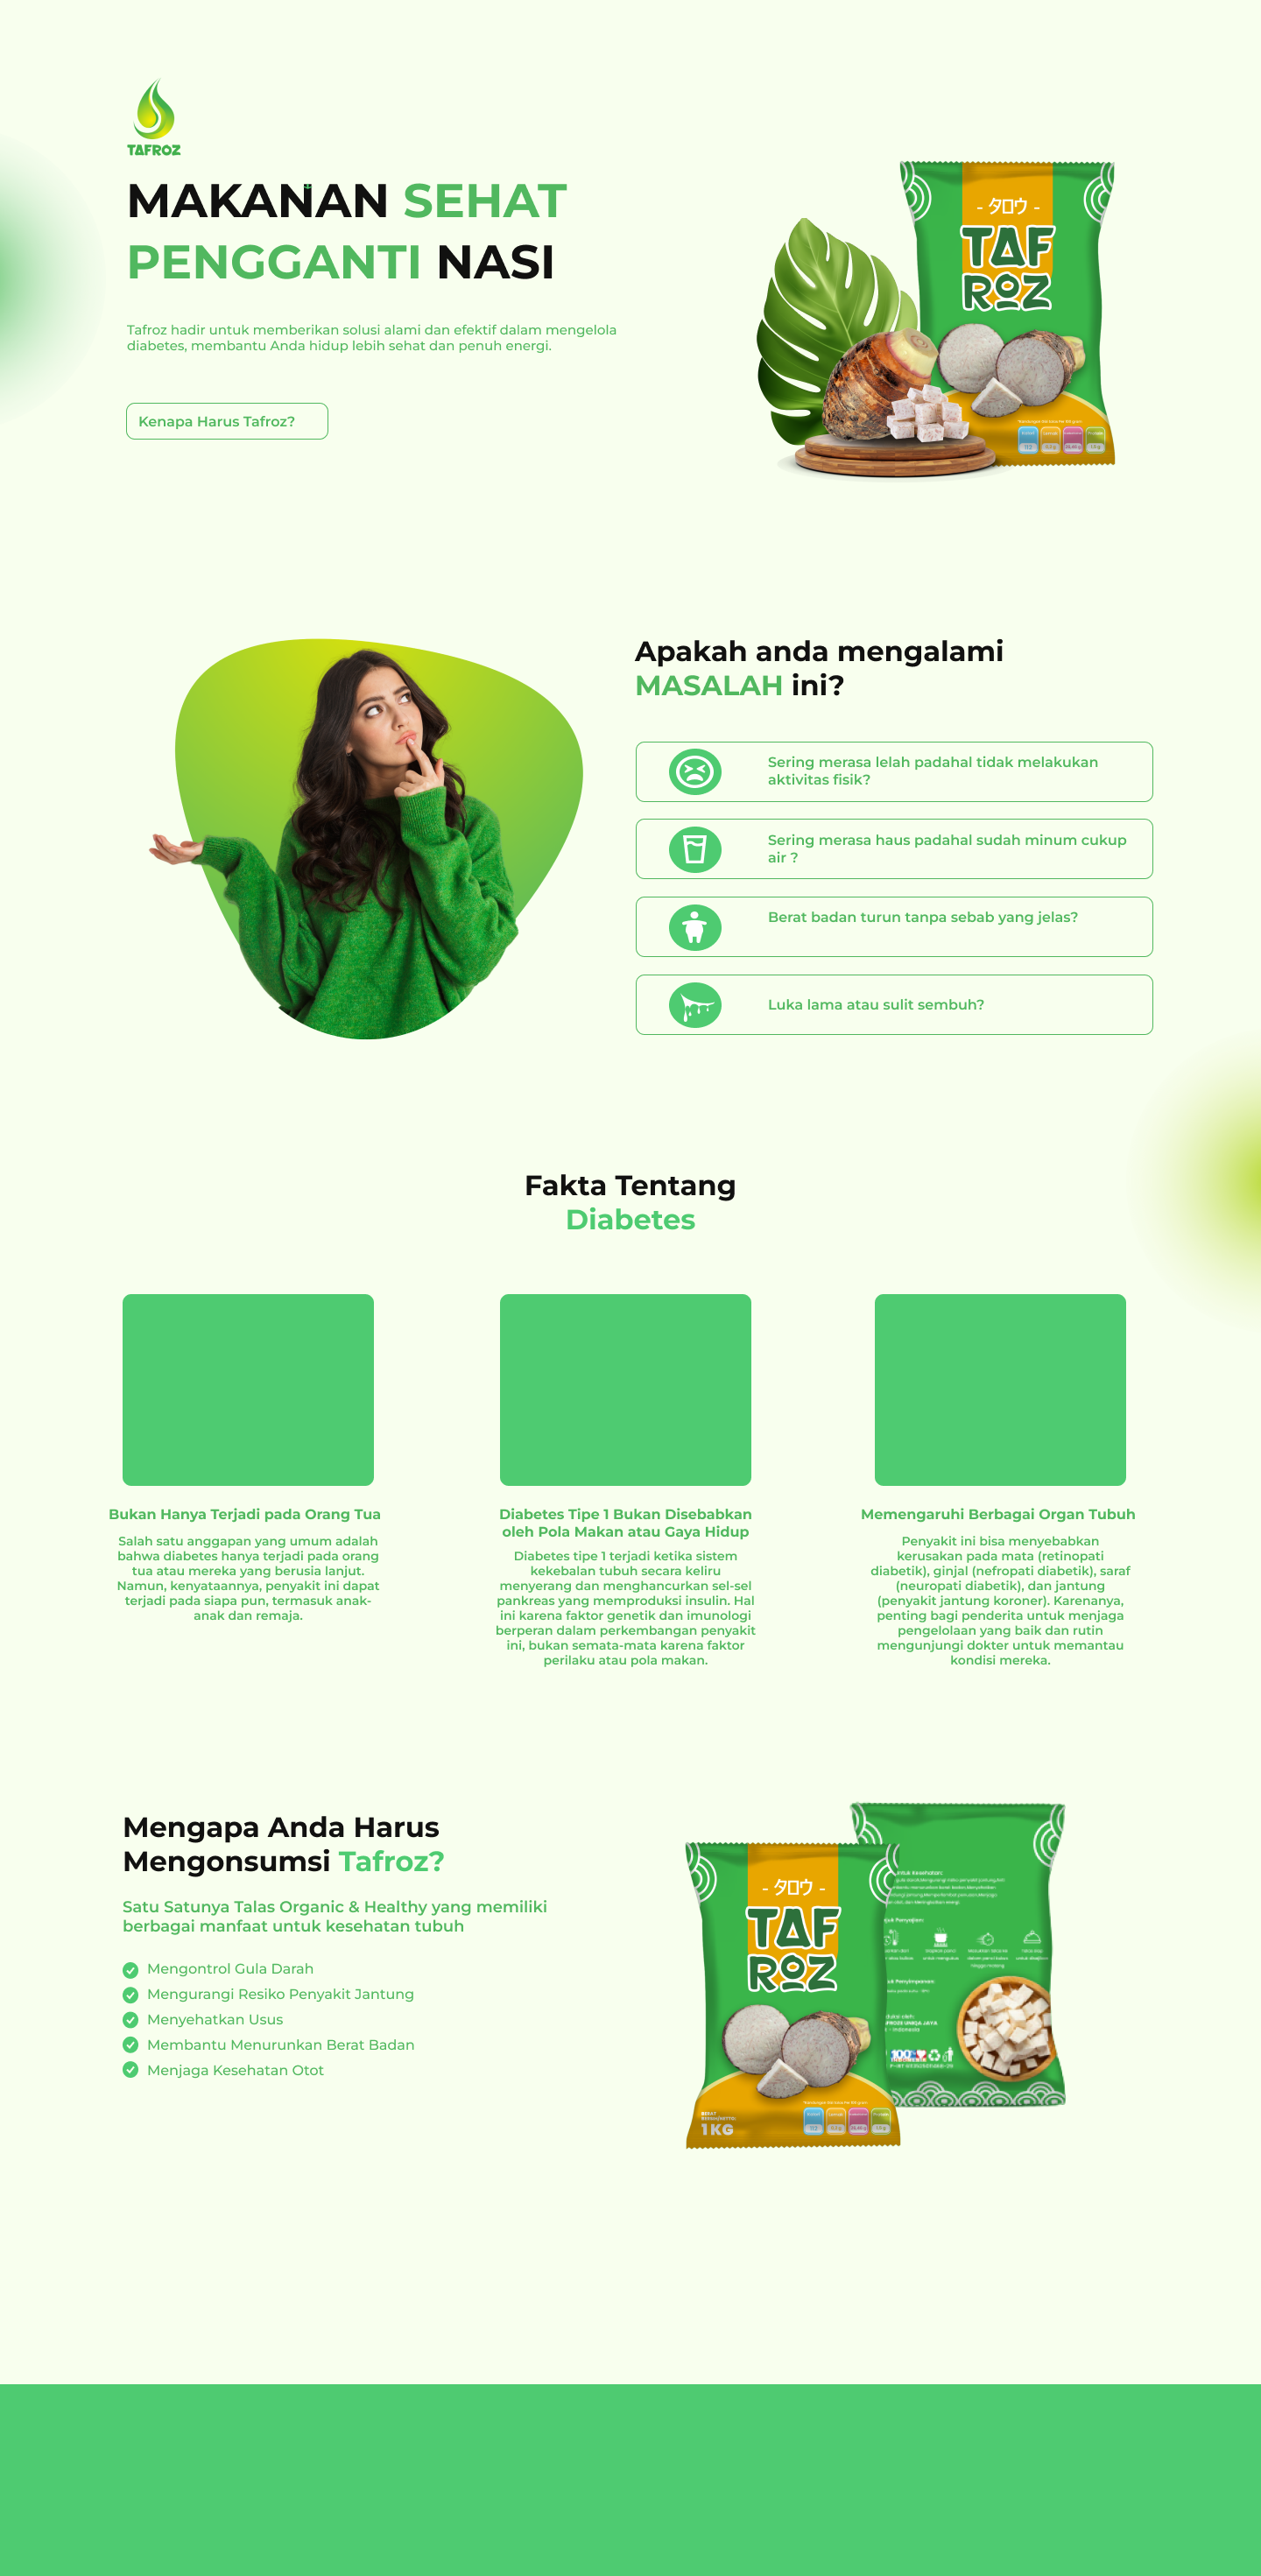 TAFROZ
MAKANAN SEHAT
PENGGANTI NASI
Tafroz hadir untuk memberikan solusi alami dan efektif dalam mengelola
diabetes, membantu Anda hidup lebih sehat dan penuh energi.
Kenapa Harus Tafroz?
- タロウ -
TAF
ROZ
Apakah anda mengalami
MASALAH ini?
Sering merasa lelah padahal tidak melakukan
aktivitas fisik?
Sering merasa haus padahal sudah minum cukup
air ?
Berat badan turun tanpa sebab yang jelas?
Luka lama atau sulit sembuh?
Fakta Tentang
Diabetes
Bukan Hanya Terjadi pada Orang Tua
Salah satu anggapan yang umum adalah
bahwa diabetes hanya terjadi pada orang
tua atau mereka yang berusia lanjut.
Namun, kenyataannya, penyakit ini dapat
terjadi pada siapa pun, termasuk anak-
anak dan remaja.
Diabetes Tipe 1 Bukan Disebabkan
oleh Pola Makan atau Gaya Hidup
Diabetes tipe 1 terjadi ketika sistem
kekebalan tubuh secara keliru
menyerang dan menghancurkan sel-sel
pankreas yang memproduksi insulin. Hal
ini karena faktor genetik dan imunologi
berperan dalam perkembangan penyakit
ini, bukan semata-mata karena faktor
perilaku atau pola makan.
Memengaruhi Berbagai Organ Tubuh
Penyakit ini bisa menyebabkan
kerusakan pada mata (retinopati
diabetik), ginjal (nefropati diabetik), saraf
(neuropati diabetik), dan jantung
(penyakit jantung koroner). Karenanya,
penting bagi penderita untuk menjaga
pengelolaan yang baik dan rutin
mengunjungi dokter untuk memantau
kondisi mereka.
Mengapa Anda Harus
Mengonsumsi Tafroz?
Satu Satunya Talas Organic & Healthy yang memiliki
berbagai manfaat untuk kesehatan tubuh
Mengontrol Gula Darah
Mengurangi Resiko Penyakit Jantung
Menyehatkan Usus
Membantu Menurunkan Berat Badan
Menjaga Kesehatan Otot
- タロウ -
TAF
ROZ
BERAT
1 KG
Kesehatan:
Penyajian:
Penyimpanan:
oleh:
UNIQA JAYA
- Indonesia
100%